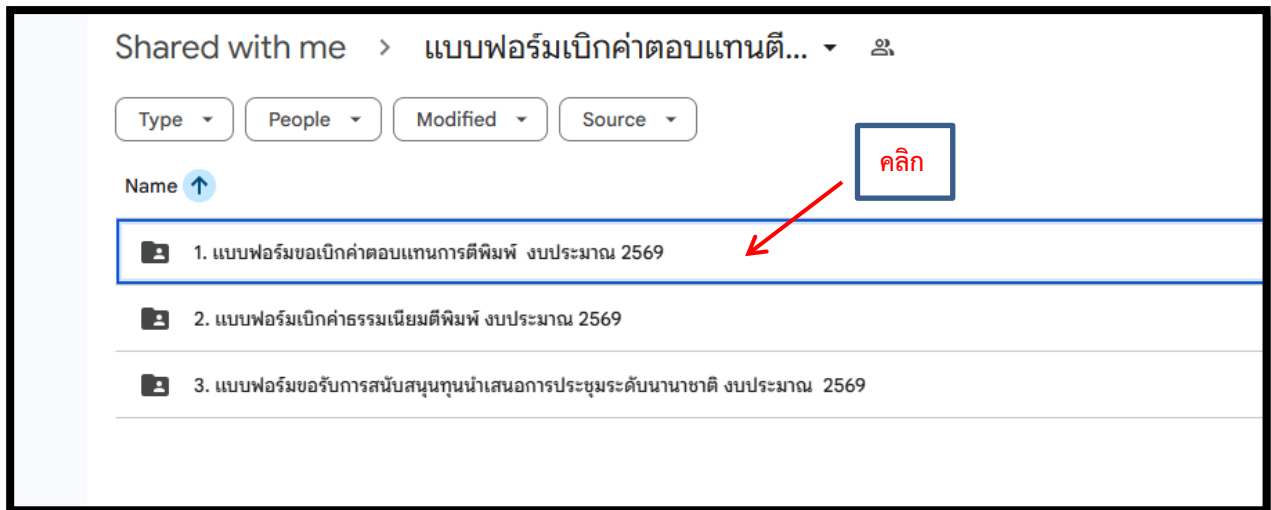 Shared with me > แบบฟอร์มเบิกค่าตอบแทนตี...
Type People Modified Source
คลิก
Name
1. แบบฟอร์มขอเบิกค่าตอบแทนการตีพิมพ์ งบประมาณ 2569
2. แบบฟอร์มเบิกค่าธรรมเนียมตีพิมพ์ งบประมาณ 2569
3. แบบฟอร์มขอรับการสนับสนุนทุนนำเสนอการประชุมระดับนานาชาติ งบประมาณ 2569